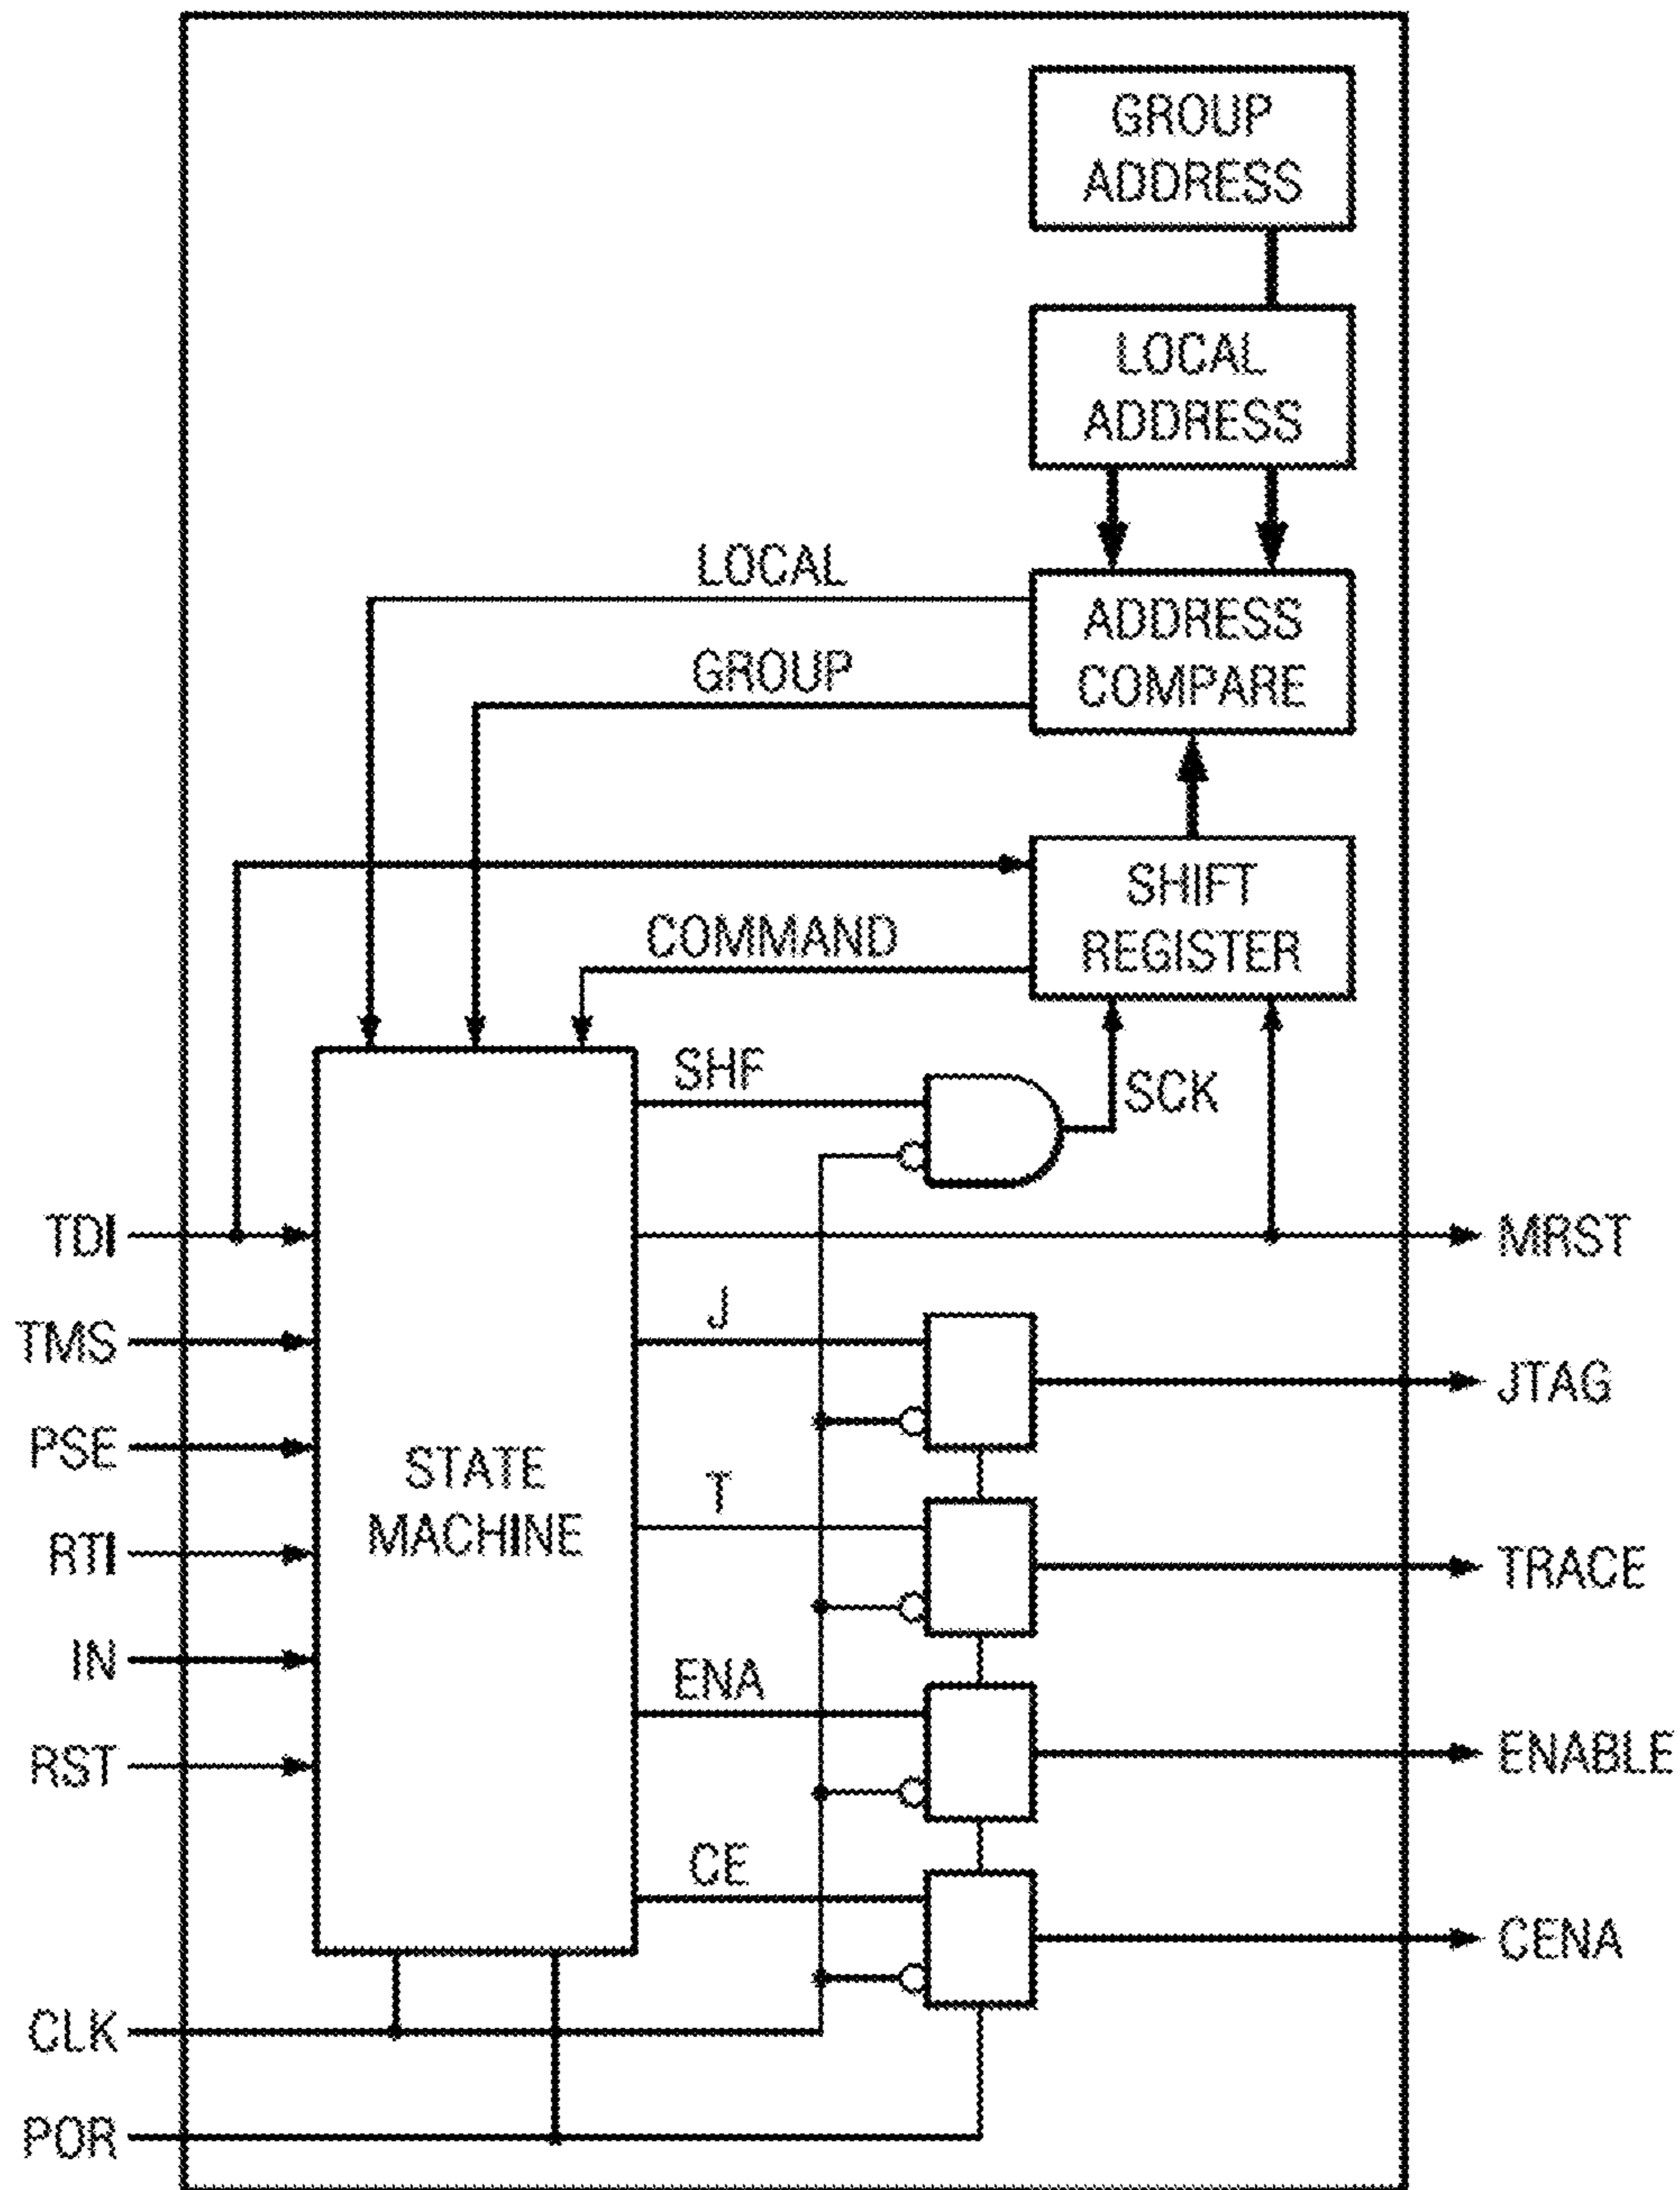 GROUP
ADDRESS
LOCAL
ADDRESS
LOCAL
ADDRESS
COMPARE
GROUP
SHIFT
REGISTER
COMMAND
SHF
SCK
TDI
MRST
J
TMS
JTAG
PSE
STATE
MACHINE
T
RTI
TRACE
IN
ENA
RST
ENABLE
CE
CENA
CLK
POR